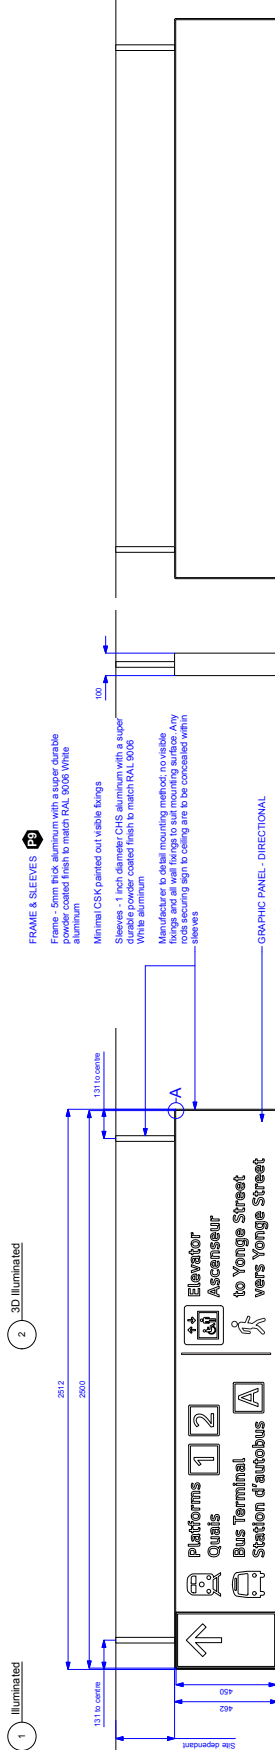 1
Illuminated
2
3D Illuminated
FRAME & SLEEVES
P9
Frame - 5mm thick aluminum with a super durable
powder coated finish to match RAL 9006 White
aluminum
Minimal CSK painted out visible fixings
Sleeves - 1 inch diameter CHS aluminum with a super
durable powder coated finish to match RAL 9006
White aluminum
Manufacturer to detail mounting method; no visible
fixings and all wall fixings to suit mounting surface. Any
rods securing sign to ceiling are to be concealed within
sleeves
GRAPHIC PANEL - DIRECTIONAL
2512
2500
131 to centre
131 to centre
100
A
Site dependant
462
450
Platforms 1 2
Quais
Bus Terminal
Station d'autobus A
Elevator
Ascenseur
to Yonge Street
vers Yonge Street